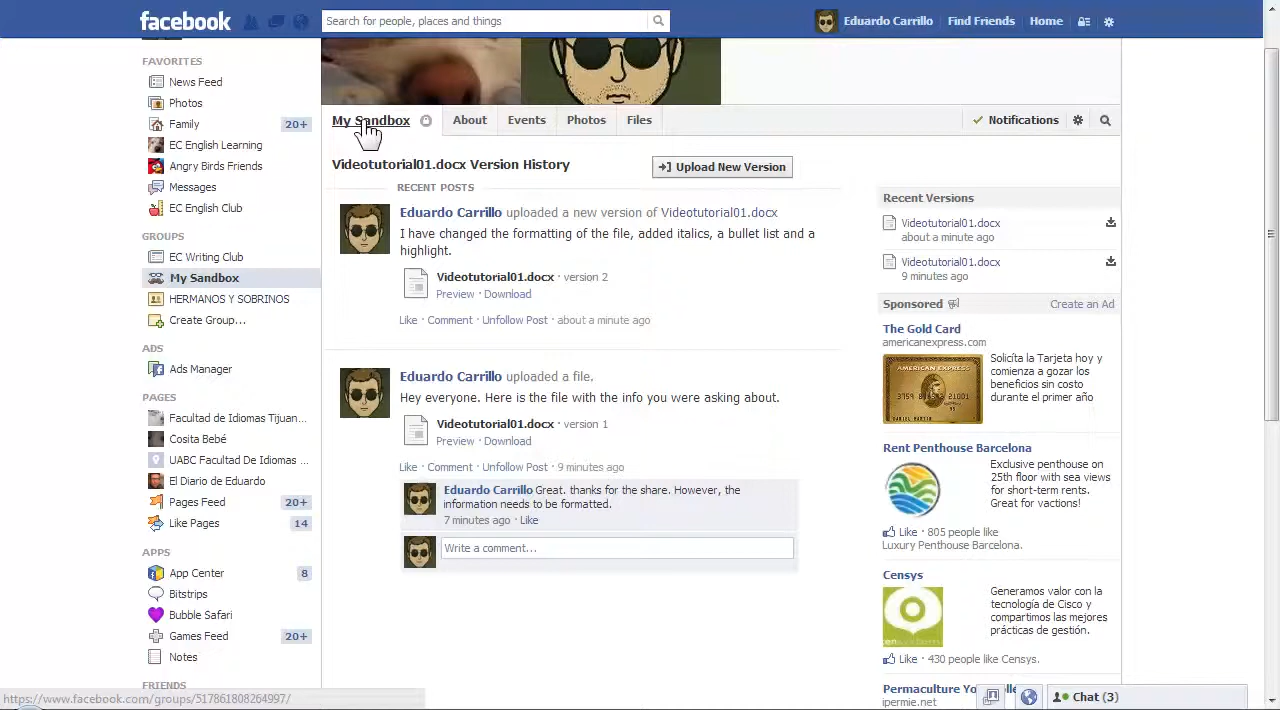 facebook
Search for people, places and things
Eduardo Carrillo
Find Friends
Home
FAVORITES
News Feed
Photos
Family 20+
EC English Learning
Angry Birds Friends
Messages
EC English Club
GROUPS
EC Writing Club
My Sandbox
HERMANOS Y SOBRINOS
Create Group...
ADS
Ads Manager
PAGES
Facultad de Idiomas Tijuan...
Cosita Bebé
UABC Facultad De Idiomas ...
El Diario de Eduardo
Pages Feed 20+
Like Pages 14
APPS
App Center 8
Bitstrips
Bubble Safari
Games Feed 20+
Notes
FRIENDS
https://www.facebook.com/groups/517861808264997/
My Sandbox
About
Events
Photos
Files
Notifications
Videotutorial01.docx Version History
Upload New Version
RECENT POSTS
Eduardo Carrillo uploaded a new version of Videotutorial01.docx
I have changed the formatting of the file, added italics, a bullet list and a
highlight.
Videotutorial01.docx · version 2
Preview · Download
Like · Comment · Unfollow Post · about a minute ago
Eduardo Carrillo uploaded a file.
Hey everyone. Here is the file with the info you were asking about.
Videotutorial01.docx · version 1
Preview · Download
Like · Comment · Unfollow Post · 9 minutes ago
Eduardo Carrillo Great. thanks for the share. However, the
information needs to be formatted.
7 minutes ago · Like
Write a comment...
Recent Versions
Videotutorial01.docx
about a minute ago
Videotutorial01.docx
9 minutes ago
Sponsored
Create an Ad
The Gold Card
americanexpress.com
AMERICAN EXPRESS
Solicíta la Tarjeta hoy y
comienza a gozar los
beneficios sin costo
durante el primer año
Rent Penthouse Barcelona
Exclusive penthouse on
25th floor with sea views
for short-term rents.
Great for vactions!
Like · 805 people like
Luxury Penthouse Barcelona.
Censys
Generamos valor con la
tecnología de Cisco y
compartimos las mejores
prácticas de gestión.
Like · 430 people like Censys.
Permaculture
ipermie.net
Chat (3)